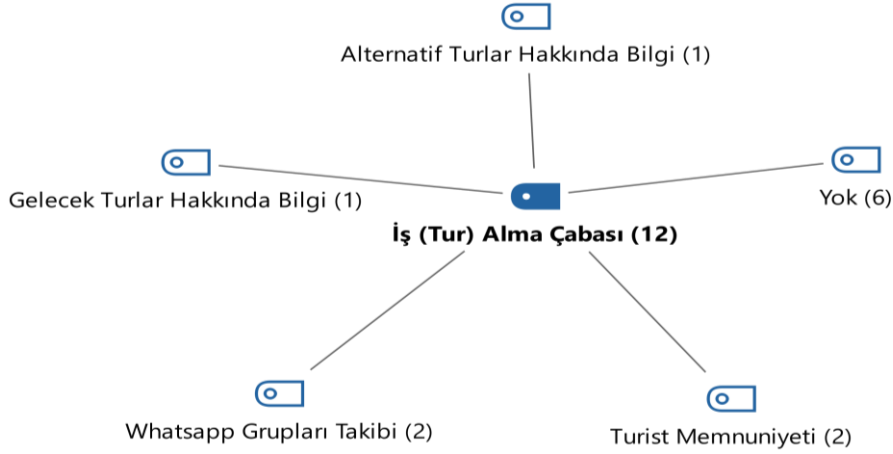 Alternatif Turlar Hakkında Bilgi (1)
Gelecek Turlar Hakkında Bilgi (1)
Yok (6)
İş (Tur) Alma Çabası (12)
Whatsapp Grupları Takibi (2)
Turist Memnuniyeti (2)